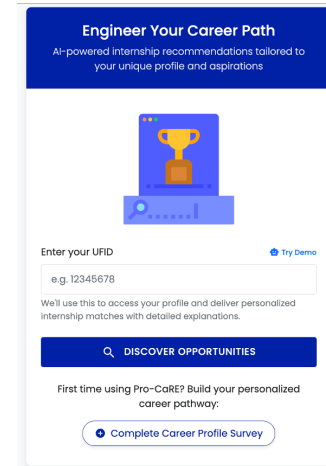 Engineer Your Career Path
AI-powered internship recommendations tailored to
your unique profile and aspirations
Enter your UFID
Try Demo
e.g. 12345678
We'll use this to access your profile and deliver personalized
internship matches with detailed explanations.
DISCOVER OPPORTUNITIES
First time using Pro-CaRE? Build your personalized
career pathway:
Complete Career Profile Survey